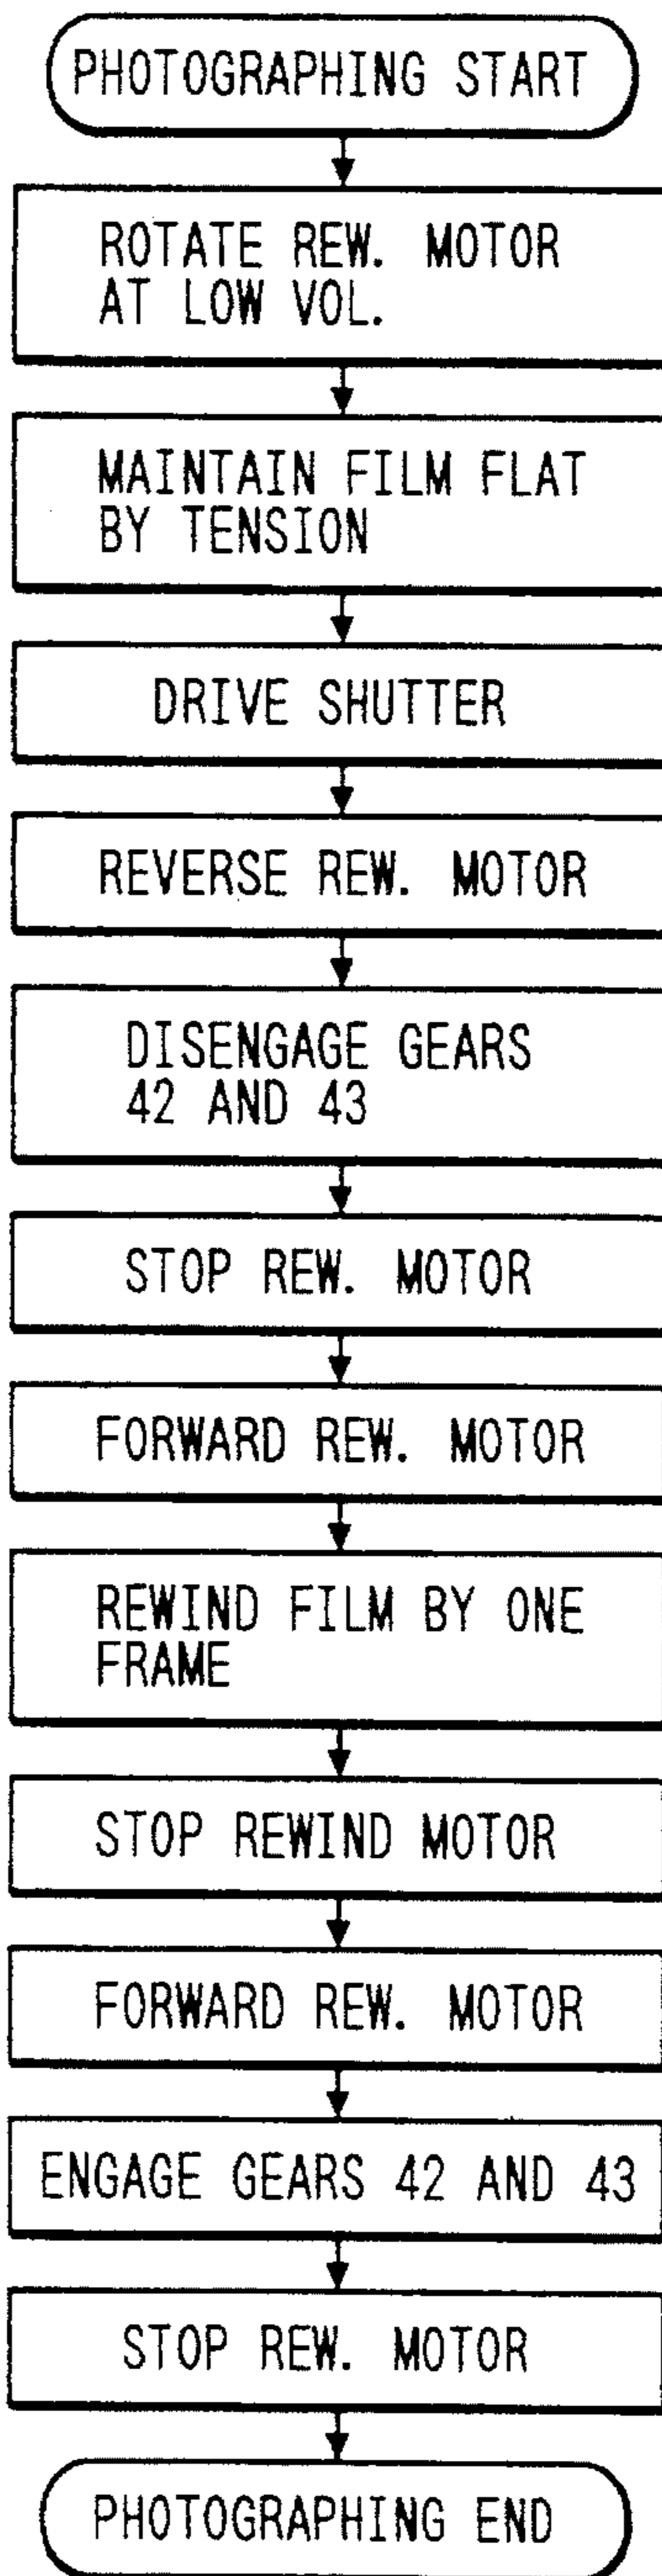 PHOTOGRAPHING START
ROTATE REW. MOTOR
AT LOW VOL.
MAINTAIN FILM FLAT
BY TENSION
DRIVE SHUTTER
REVERSE REW. MOTOR
DISENGAGE GEARS
42 AND 43
STOP REW. MOTOR
FORWARD REW. MOTOR
REWIND FILM BY ONE
FRAME
STOP REWIND MOTOR
FORWARD REW. MOTOR
ENGAGE GEARS 42 AND 43
STOP REW. MOTOR
PHOTOGRAPHING END